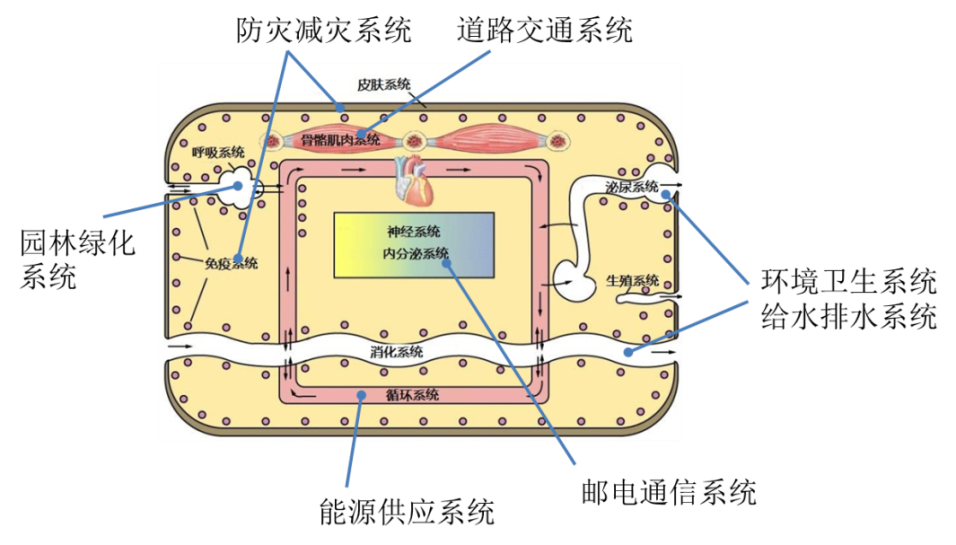 防灾减灾系统
道路交通系统
皮肤系统
骨骼肌肉系统
呼吸系统
泌尿系统
神经系统
内分泌系统
园林绿化
系统
免疫系统
生殖系统
环境卫生系统
给水排水系统
消化系统
循环系统
邮电通信系统
能源供应系统